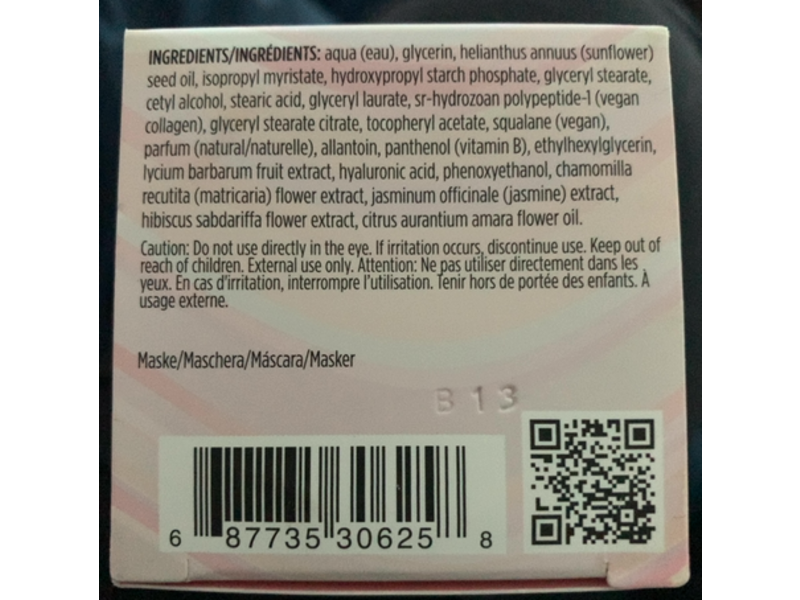 INGREDIENTS/INGRÉDIENTS: aqua (eau), glycerin, helianthus annuus (sunflower)
seed oil, isopropyl myristate, hydroxypropyl starch phosphate, glyceryl stearate,
cetyl alcohol, stearic acid, glyceryl laurate, sr-hydrozoan polypeptide-1 (vegan
collagen), glyceryl stearate citrate, tocopheryl acetate, squalane (vegan),
parfum (natural/naturelle), allantoin, panthenol (vitamin B), ethylhexylglycerin,
lycium barbarum fruit extract, hyaluronic acid, phenoxyethanol, chamomilla
recutita (matricaria) flower extract, jasminum officinale (jasmine) extract,
hibiscus sabdariffa flower extract, citrus aurantium amara flower oil.
Caution: Do not use directly in the eye. If irritation occurs, discontinue use. Keep out of
reach of children. External use only. Attention: Ne pas utiliser directement dans les
yeux. En cas d'irritation, interrompre l'utilisation. Tenir hors de portée des enfants. À
usage externe.
Maske/Maschera/Máscara/Masker
B13
6 87735 30625 8